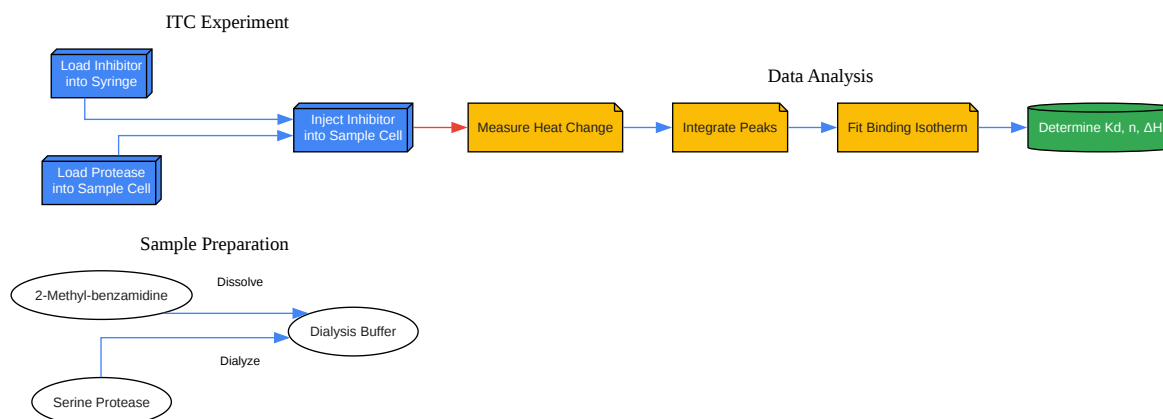 ITC Experiment
Load Inhibitor
into Syringe
Data Analysis
Inject Inhibitor
into Sample Cell
Measure Heat Change
Integrate Peaks
Fit Binding Isotherm
Determine Kd, n, ΔH
Load Protease
into Sample Cell
Sample Preparation
Dissolve
2-Methyl-benzamidine
Dialysis Buffer
Dialyze
Serine Protease